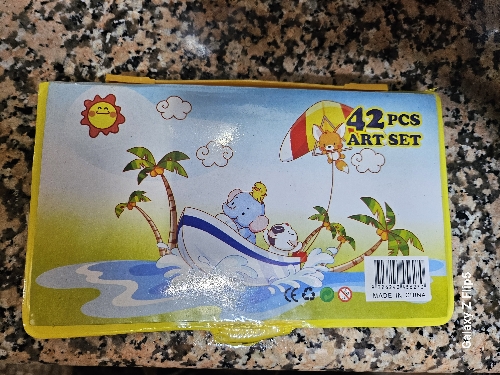 42 PCS
ART SET
MADE IN CHINA
Galaxy Z Flip5